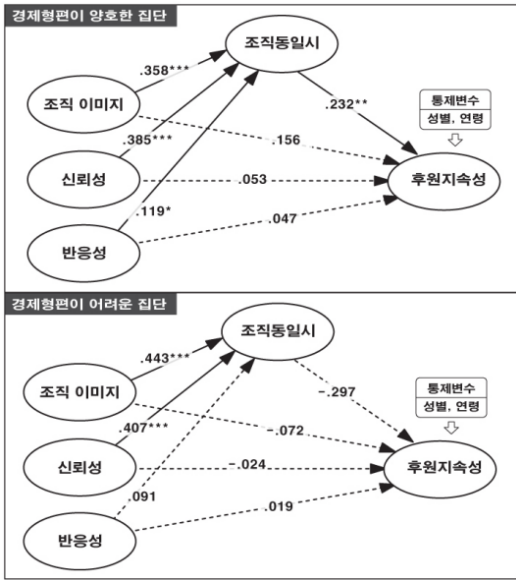 경제형편이 양호한 집단
조직동일시
.358***
조직 이미지
.232**
통제변수
성별, 연령
.385***
.156
신뢰성
.053
후원지속성
.119*
.047
반응성
경제형편이 어려운 집단
조직동일시
.443***
조직 이미지
-.297
통제변수
성별, 연령
.407***
-.072
신뢰성
-.024
후원지속성
.091
.019
반응성